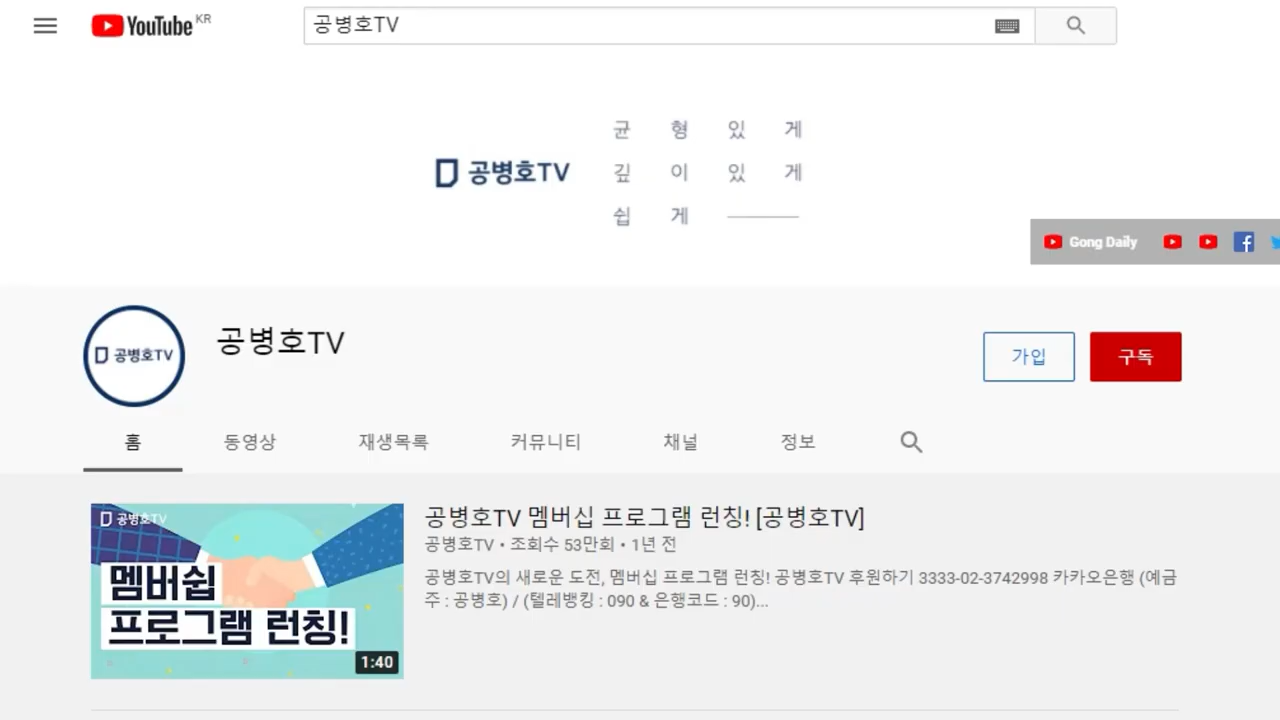 YouTube KR
공병호TV
균 형 있 게
공병호TV
깊 이 있 게
쉽 게
Gong Daily
공병호TV
공병호TV
가입
구독
홈
동영상
재생목록
커뮤니티
채널
정보
공병호TV
멤버쉽
프로그램 런칭!
1:40
공병호TV 멤버십 프로그램 런칭! [공병호TV]
공병호TV • 조회수 53만회 • 1년 전
공병호TV의 새로운 도전, 멤버십 프로그램 런칭! 공병호TV 후원하기 3333-02-3742998 카카오은행 (예금
주 : 공병호) / (텔레뱅킹 : 090 & 은행코드 : 90)...